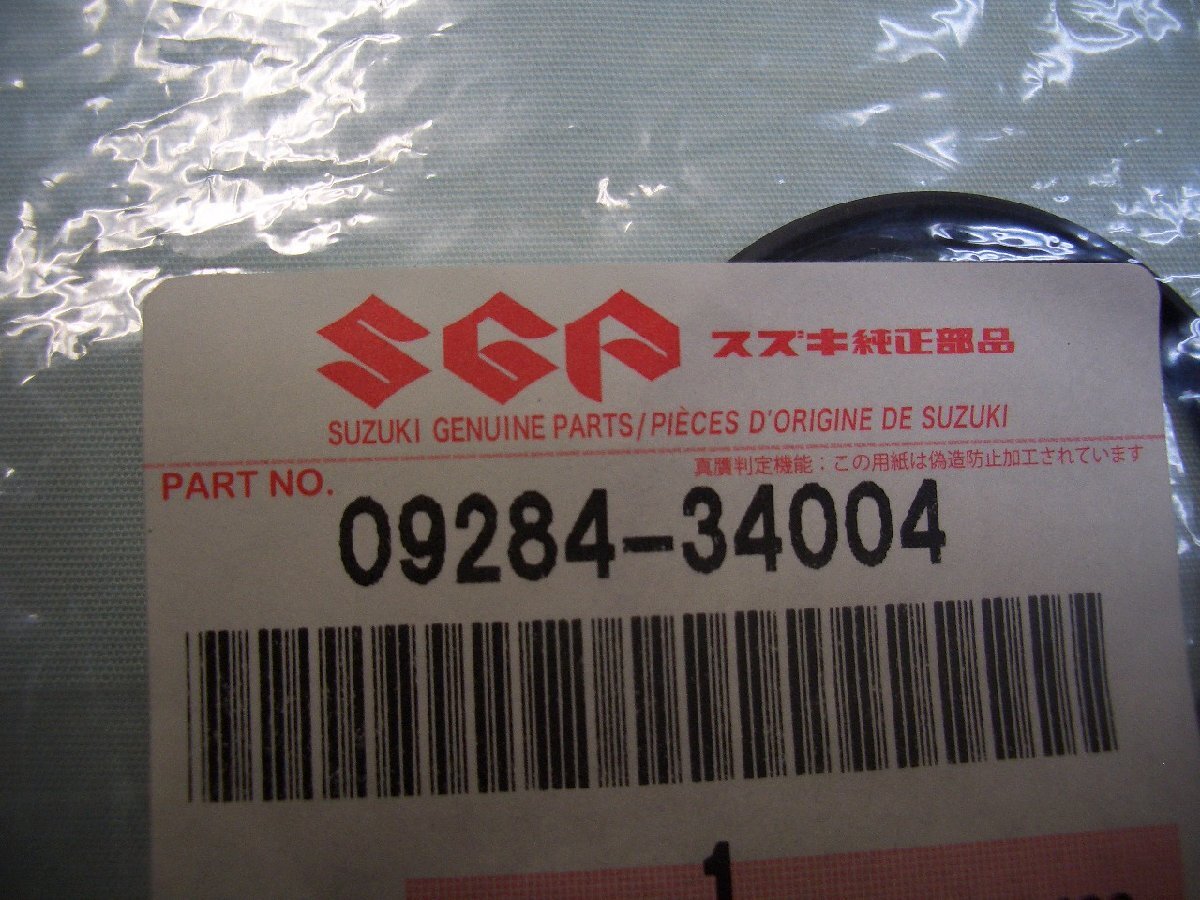 SGP スズキ純正部品
SUZUKI GENUINE PARTS/PIÈCES D'ORIGINE DE SUZUKI
真贋判定機能：この用紙は偽造防止加工されています
PART NO. 09284-34004
1